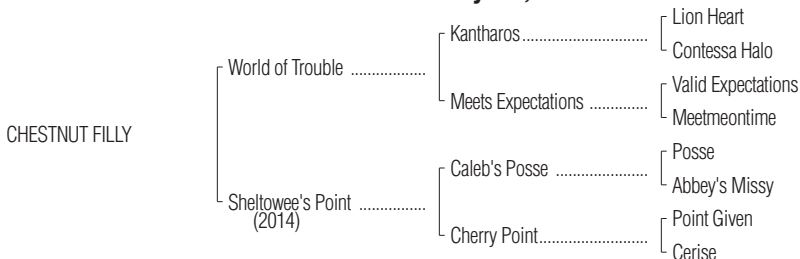 Lion Heart
Kantharos
Contessa Halo
World of Trouble
Valid Expectations
Meets Expectations
Meetmeontime
CHESTNUT FILLY
Posse
Caleb's Posse
Abbey's Missy
Sheltowee's Point
(2014)
Point Given
Cherry Point
Cerise